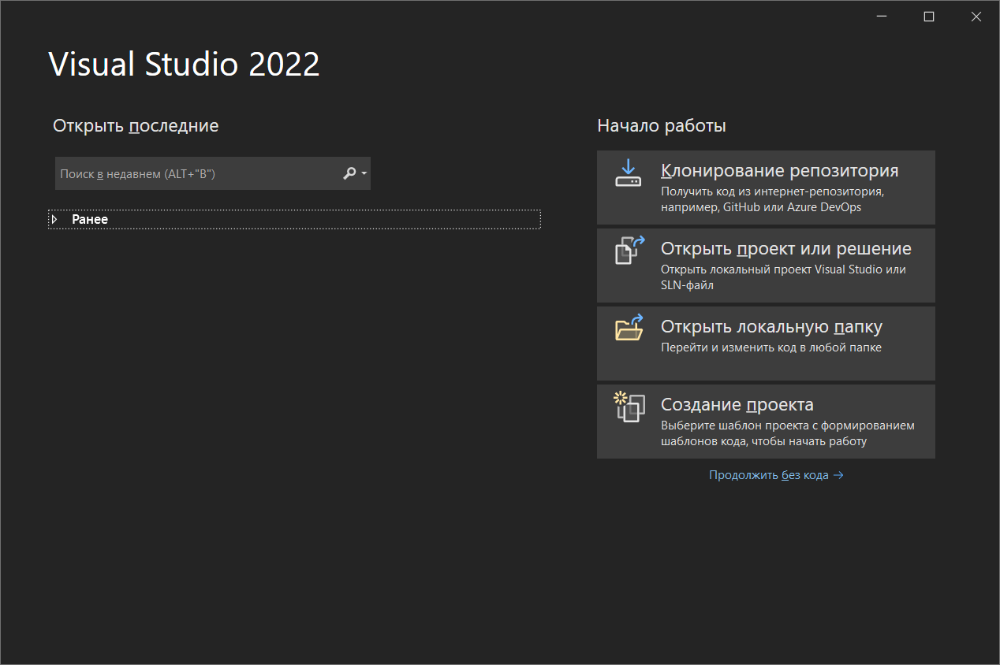 Visual Studio 2022
Открыть последние
Поиск в недавнем (ALT+"В")
Ранее
Начало работы
Клонирование репозитория
Получить код из интернет-репозитория,
например, GitHub или Azure DevOps
Открыть проект или решение
Открыть локальный проект Visual Studio или
SLN-файл
Открыть локальную папку
Перейти и изменить код в любой папке
Создание проекта
Выберите шаблон проекта с формированием
шаблонов кода, чтобы начать работу
Продолжить без кода →